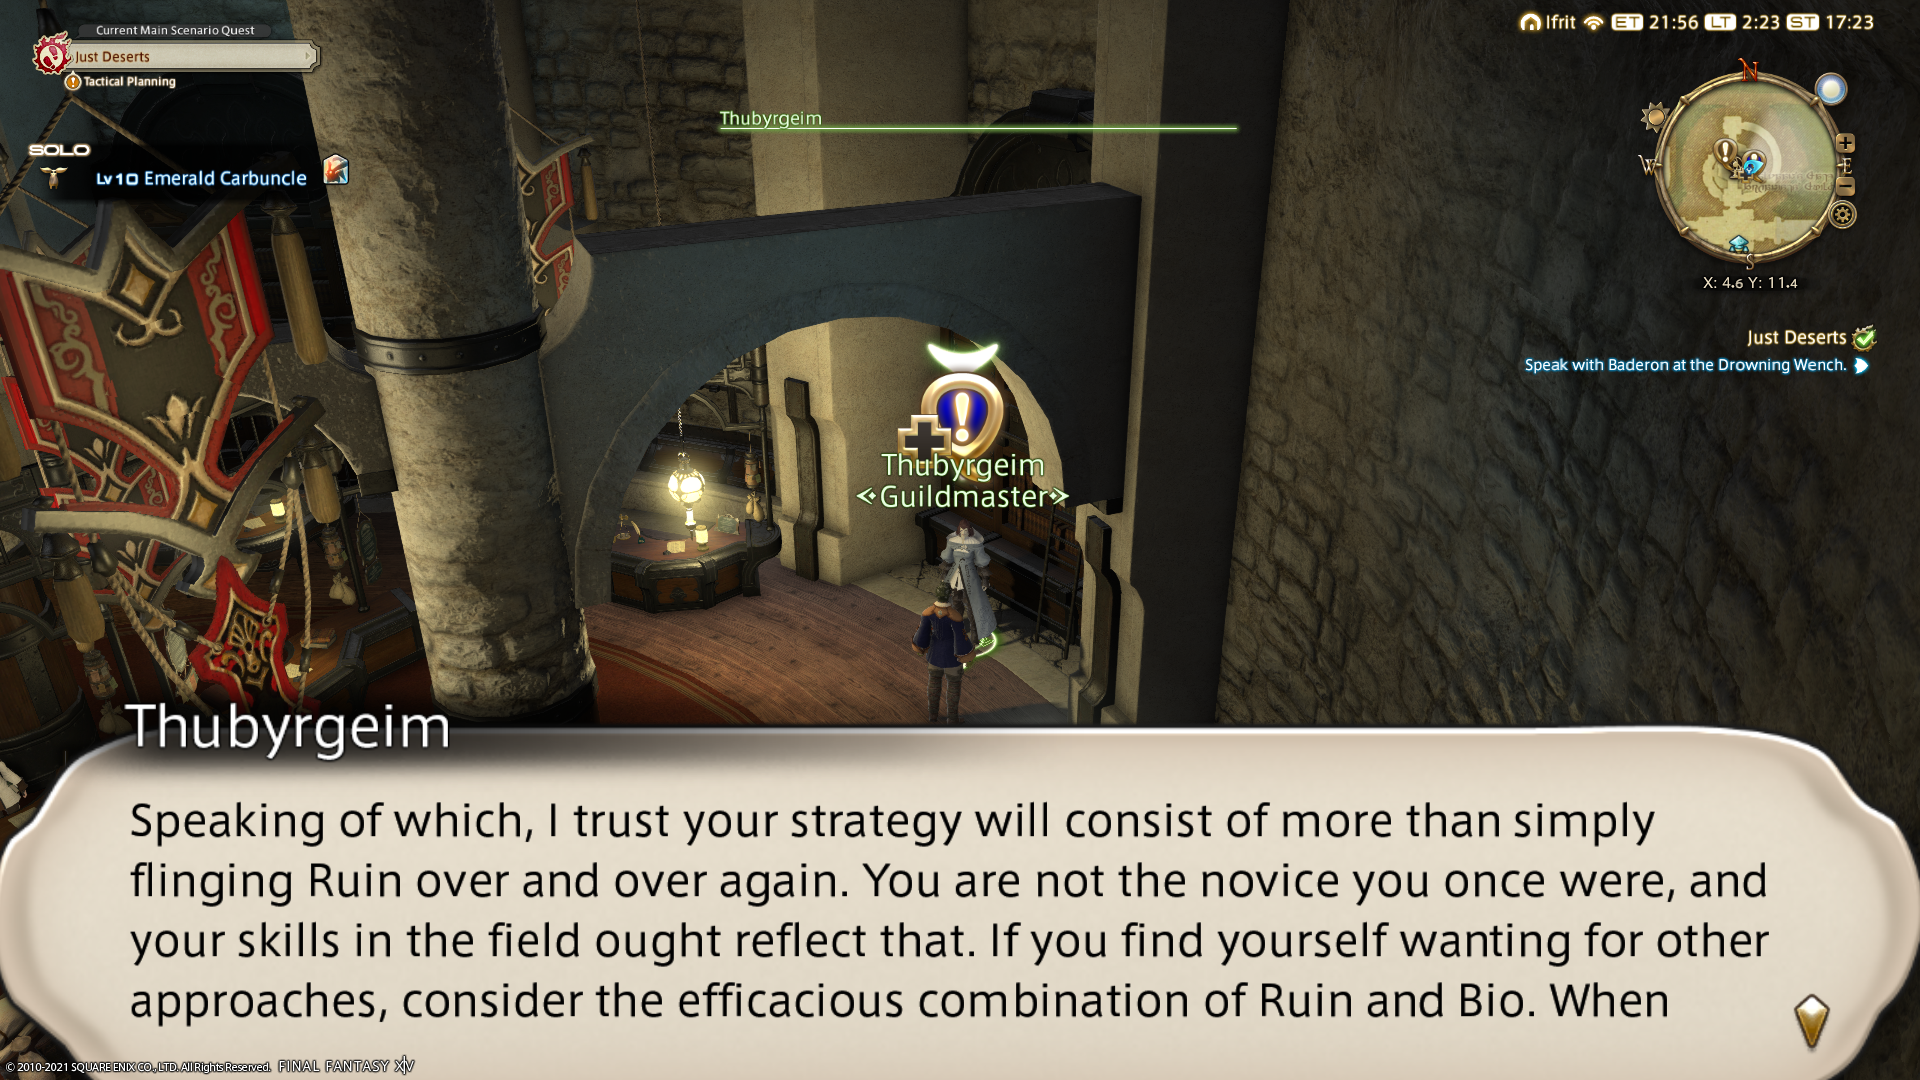 Current Main Scenario Quest
Just Deserts
Tactical Planning
SOLO
Lv10 Emerald Carbuncle
Thubyrgeim
Ifrit ET 21:56 LT 2:23 ST 17:23
N
W
E
S
X: 4.6 Y: 11.4
Just Deserts
Speak with Baderon at the Drowning Wench.
Thubyrgeim
«Guildmaster»
Thubyrgeim
Speaking of which, I trust your strategy will consist of more than simply
flinging Ruin over and over again. You are not the novice you once were, and
your skills in the field ought reflect that. If you find yourself wanting for other
approaches, consider the efficacious combination of Ruin and Bio. When
© 2010-2021 SQUARE ENIX CO., LTD. All Rights Reserved. FINAL FANTASY XIV